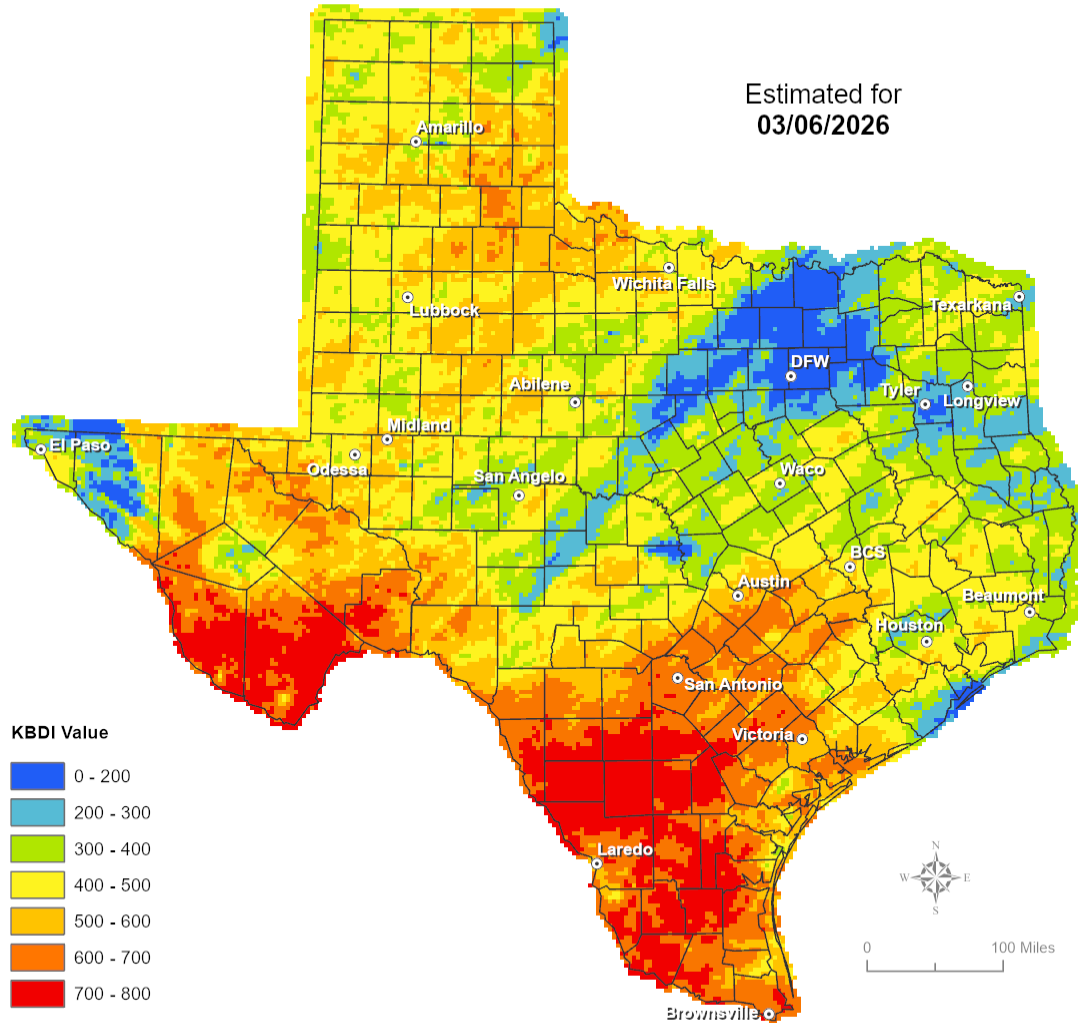 Estimated for
03/06/2026
Amarillo
Wichita Falls
Lubbock
Texarkana
DFW
Abilene
Tyler
Longview
Midland
El Paso
Odessa
San Angelo
Waco
BCS
Austin
Beaumont
Houston
San Antonio
Victoria
KBDI Value
0 - 200
200 - 300
300 - 400
400 - 500
500 - 600
600 - 700
700 - 800
Laredo
N
W E
S
0 100 Miles
Brownsville